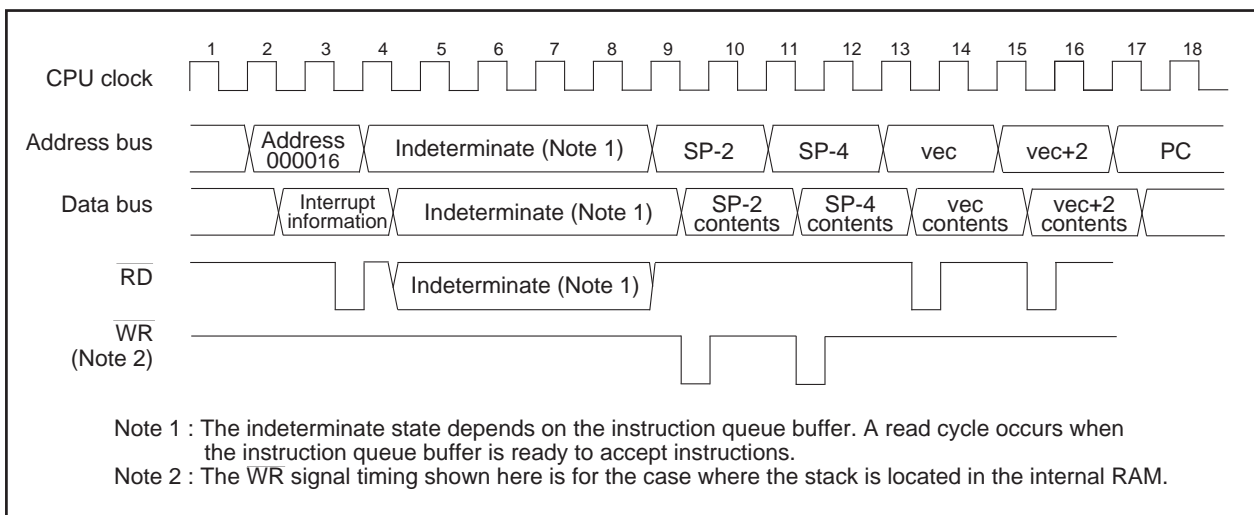 1 2 3 4 5 6 7 8 9 10 11 12 13 14 15 16 17 18
CPU clock
Address bus
Address
000016
Indeterminate (Note 1)
SP-2
SP-4
vec
vec+2
PC
Data bus
Interrupt
information
Indeterminate (Note 1)
SP-2
contents
SP-4
contents
vec
contents
vec+2
contents
RD
Indeterminate (Note 1)
WR
(Note 2)
Note 1 : The indeterminate state depends on the instruction queue buffer. A read cycle occurs when
the instruction queue buffer is ready to accept instructions.
Note 2 : The WR signal timing shown here is for the case where the stack is located in the internal RAM.